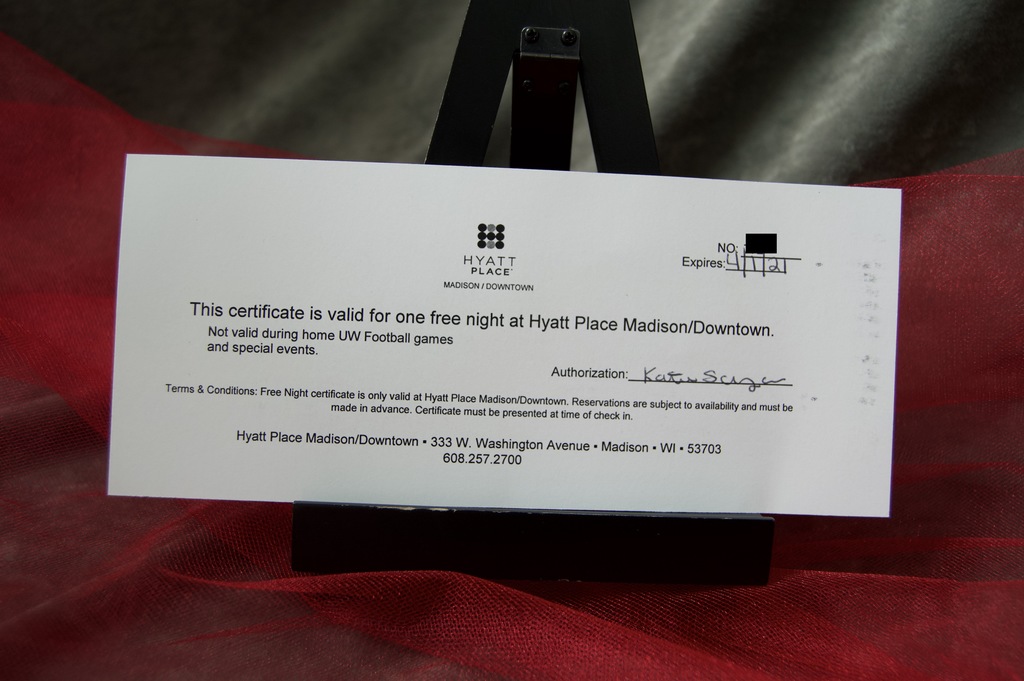 HYATT
PLACE
MADISON / DOWNTOWN
NO:
Expires: 4/1/21
This certificate is valid for one free night at Hyatt Place Madison/Downtown.
Not valid during home UW Football games
and special events.
Authorization:
Terms & Conditions: Free Night certificate is only valid at Hyatt Place Madison/Downtown. Reservations are subject to availability and must be
made in advance. Certificate must be presented at time of check in.
Hyatt Place Madison/Downtown ▪ 333 W. Washington Avenue ▪ Madison ▪ WI ▪ 53703
608.257.2700